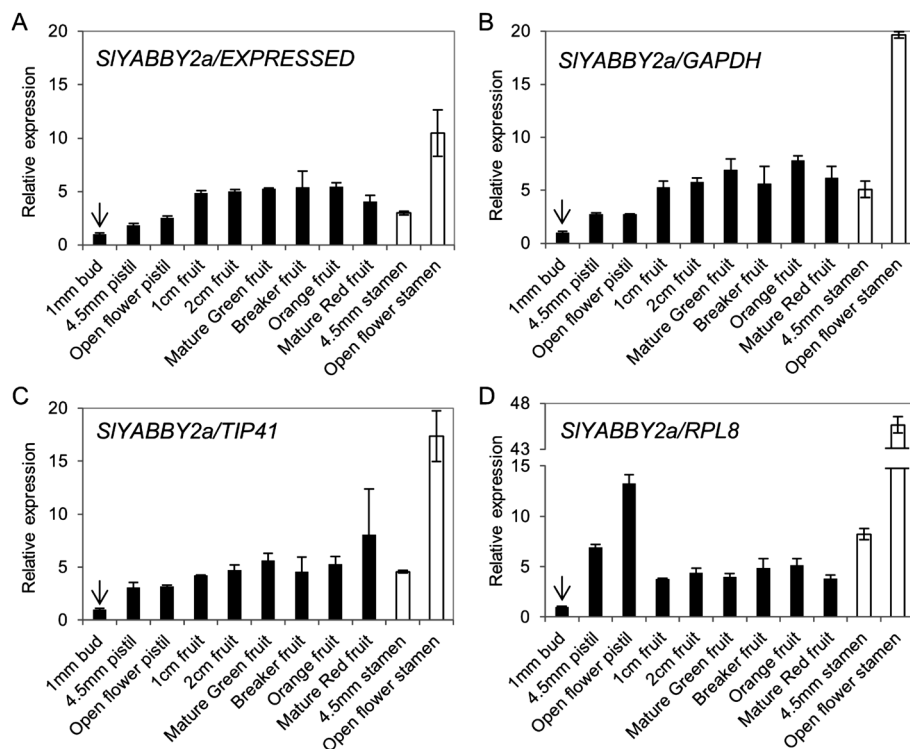 A
SlYABBY2a/EXPRESSED
Relative expression
20
15
10
5
0
1mm bud
4.5mm pistil
Open flower pistil
1cm fruit
2cm fruit
Mature Green fruit
Breaker fruit
Orange fruit
Mature Red fruit
4.5mm stamen
Open flower stamen
B
SlYABBY2a/GAPDH
Relative expression
20
15
10
5
0
1mm bud
4.5mm pistil
Open flower pistil
1cm fruit
2cm fruit
Mature Green fruit
Breaker fruit
Orange fruit
Mature Red fruit
4.5mm stamen
Open flower stamen
C
SlYABBY2a/TIP41
Relative expression
20
15
10
5
0
1mm bud
4.5mm pistil
Open flower pistil
1cm fruit
2cm fruit
Mature Green fruit
Breaker fruit
Orange fruit
Mature Red fruit
4.5mm stamen
Open flower stamen
D
SlYABBY2a/RPL8
Relative expression
48
43
15
10
5
0
1mm bud
4.5mm pistil
Open flower pistil
1cm fruit
2cm fruit
Mature Green fruit
Breaker fruit
Orange fruit
Mature Red fruit
4.5mm stamen
Open flower stamen